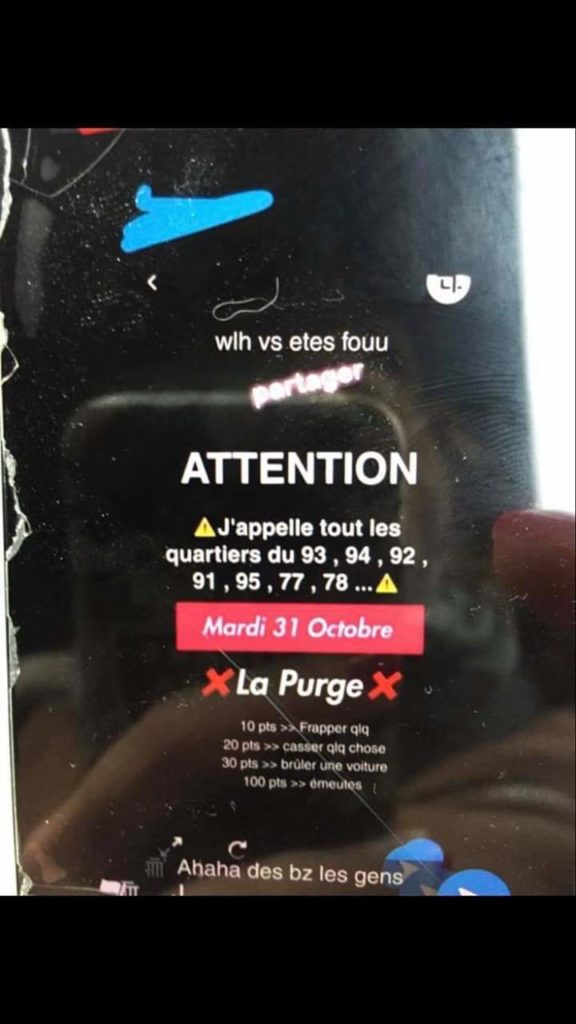 wlh vs etes fouu
partager
ATTENTION
⚠️J'appelle tout les
quartiers du 93 , 94 , 92 ,
91 , 95 , 77 , 78 ...⚠️
Mardi 31 Octobre
❌La Purge❌
10 pts >> Frapper qlq
20 pts >> casser qlq chose
30 pts >> brûler une voiture
100 pts >> émeutes
Ahaha des bz les gens